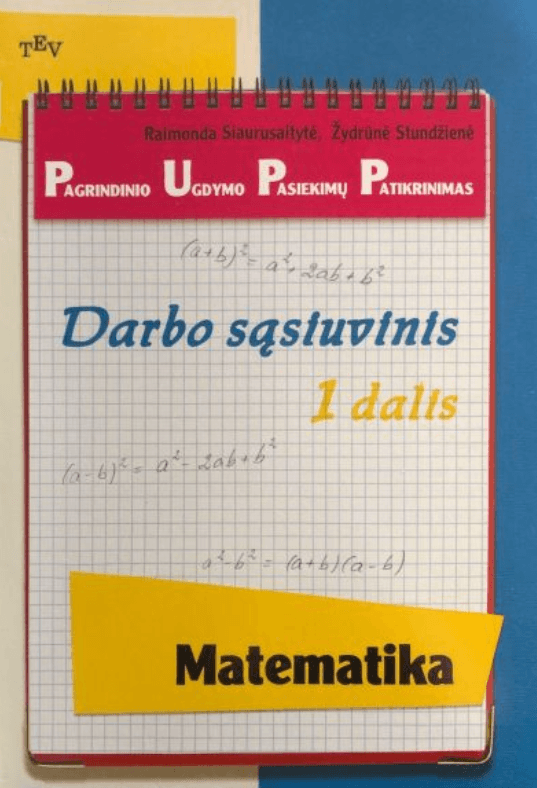 TEV
Raimonda Siaurusaitytė, Žydrūnė Stundžienė
PAGRINDINIO UGDYMO PASIEKIMŲ PATIKRINIMAS
(a+b)² = a² + 2ab + b²
Darbo sąsiuvinis
1 dalis
(a-b)² = a² - 2ab + b²
a² - b² = (a+b)(a-b)
Matematika